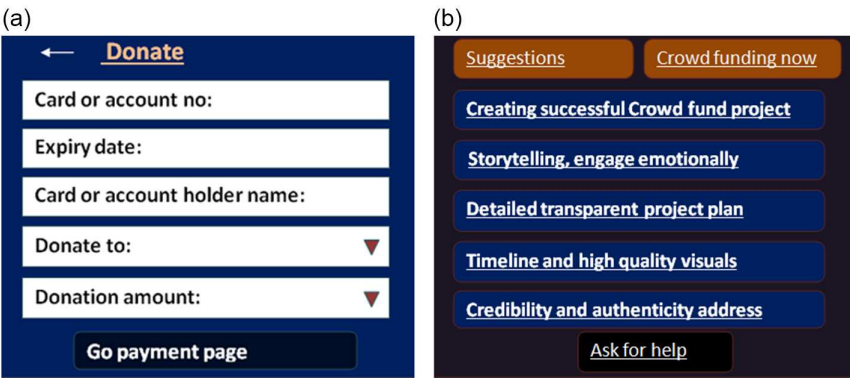 (a)
Donate
Card or account no:
Expiry date:
Card or account holder name:
Donate to:
Donation amount:
Go payment page
(b)
Suggestions
Crowd funding now
Creating successful Crowd fund project
Storytelling, engage emotionally
Detailed transparent project plan
Timeline and high quality visuals
Credibility and authenticity address
Ask for help